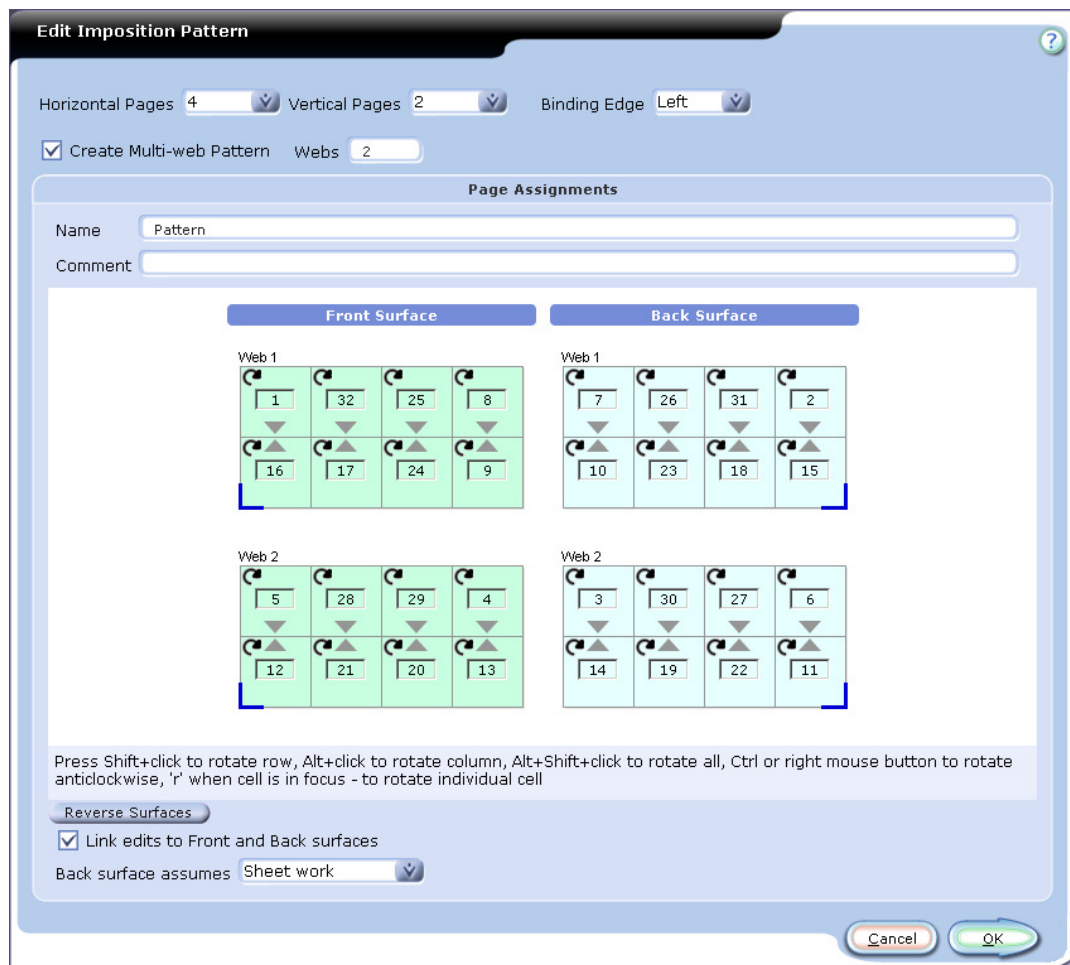 Edit Imposition Pattern
?
Horizontal Pages 4 Vertical Pages 2 Binding Edge Left
Create Multi-web Pattern Webs 2
Page Assignments
Name Pattern
Comment
Front Surface Back Surface
Web 1 Web 1
1 32 25 8 7 26 31 2
16 17 24 9 10 23 18 15
Web 2 Web 2
5 28 29 4 3 30 27 6
12 21 20 13 14 19 22 11
Press Shift+click to rotate row, Alt+click to rotate column, Alt+Shift+click to rotate all, Ctrl or right mouse button to rotate
anticlockwise, 'r' when cell is in focus - to rotate individual cell
Reverse Surfaces
Link edits to Front and Back surfaces
Back surface assumes Sheet work
Cancel OK